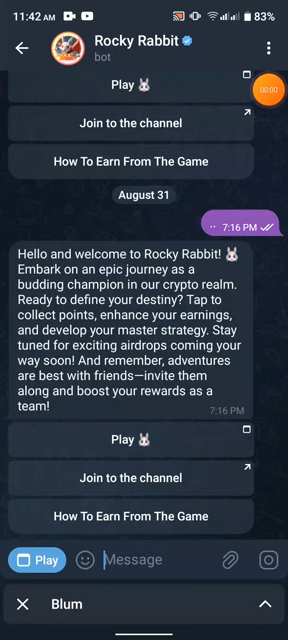 11:42 AM
83%
Rocky Rabbit
bot
Play 🐰
00:00
Join to the channel
How To Earn From The Game
August 31
.. 7:16 PM
Hello and welcome to Rocky Rabbit! 🐰
Embark on an epic journey as a
budding champion in our crypto realm.
Ready to define your destiny? Tap to
collect points, enhance your earnings,
and develop your master strategy. Stay
tuned for exciting airdrops coming your
way soon! And remember, adventures
are best with friends—invite them
along and boost your rewards as a
team!
7:16 PM
Play 🐰
Join to the channel
How To Earn From The Game
Play
Message
Blum